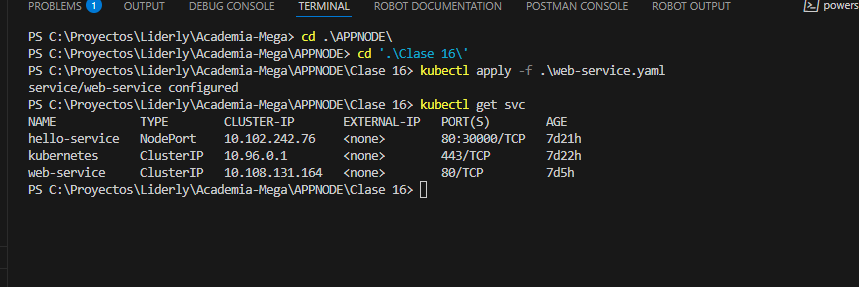 PROBLEMS 1 OUTPUT DEBUG CONSOLE TERMINAL ROBOT DOCUMENTATION POSTMAN CONSOLE ROBOT OUTPUT powers
PS C:\Proyectos\Liderly\Academia-Mega> cd .\APPNODE\
PS C:\Proyectos\Liderly\Academia-Mega\APPNODE> cd '.\Clase 16\'
PS C:\Proyectos\Liderly\Academia-Mega\APPNODE\Clase 16> kubectl apply -f .\web-service.yaml
service/web-service configured
PS C:\Proyectos\Liderly\Academia-Mega\APPNODE\Clase 16> kubectl get svc
NAME TYPE CLUSTER-IP EXTERNAL-IP PORT(S) AGE
hello-service NodePort 10.102.242.76 <none> 80:30000/TCP 7d21h
kubernetes ClusterIP 10.96.0.1 <none> 443/TCP 7d22h
web-service ClusterIP 10.108.131.164 <none> 80/TCP 7d5h
PS C:\Proyectos\Liderly\Academia-Mega\APPNODE\Clase 16>